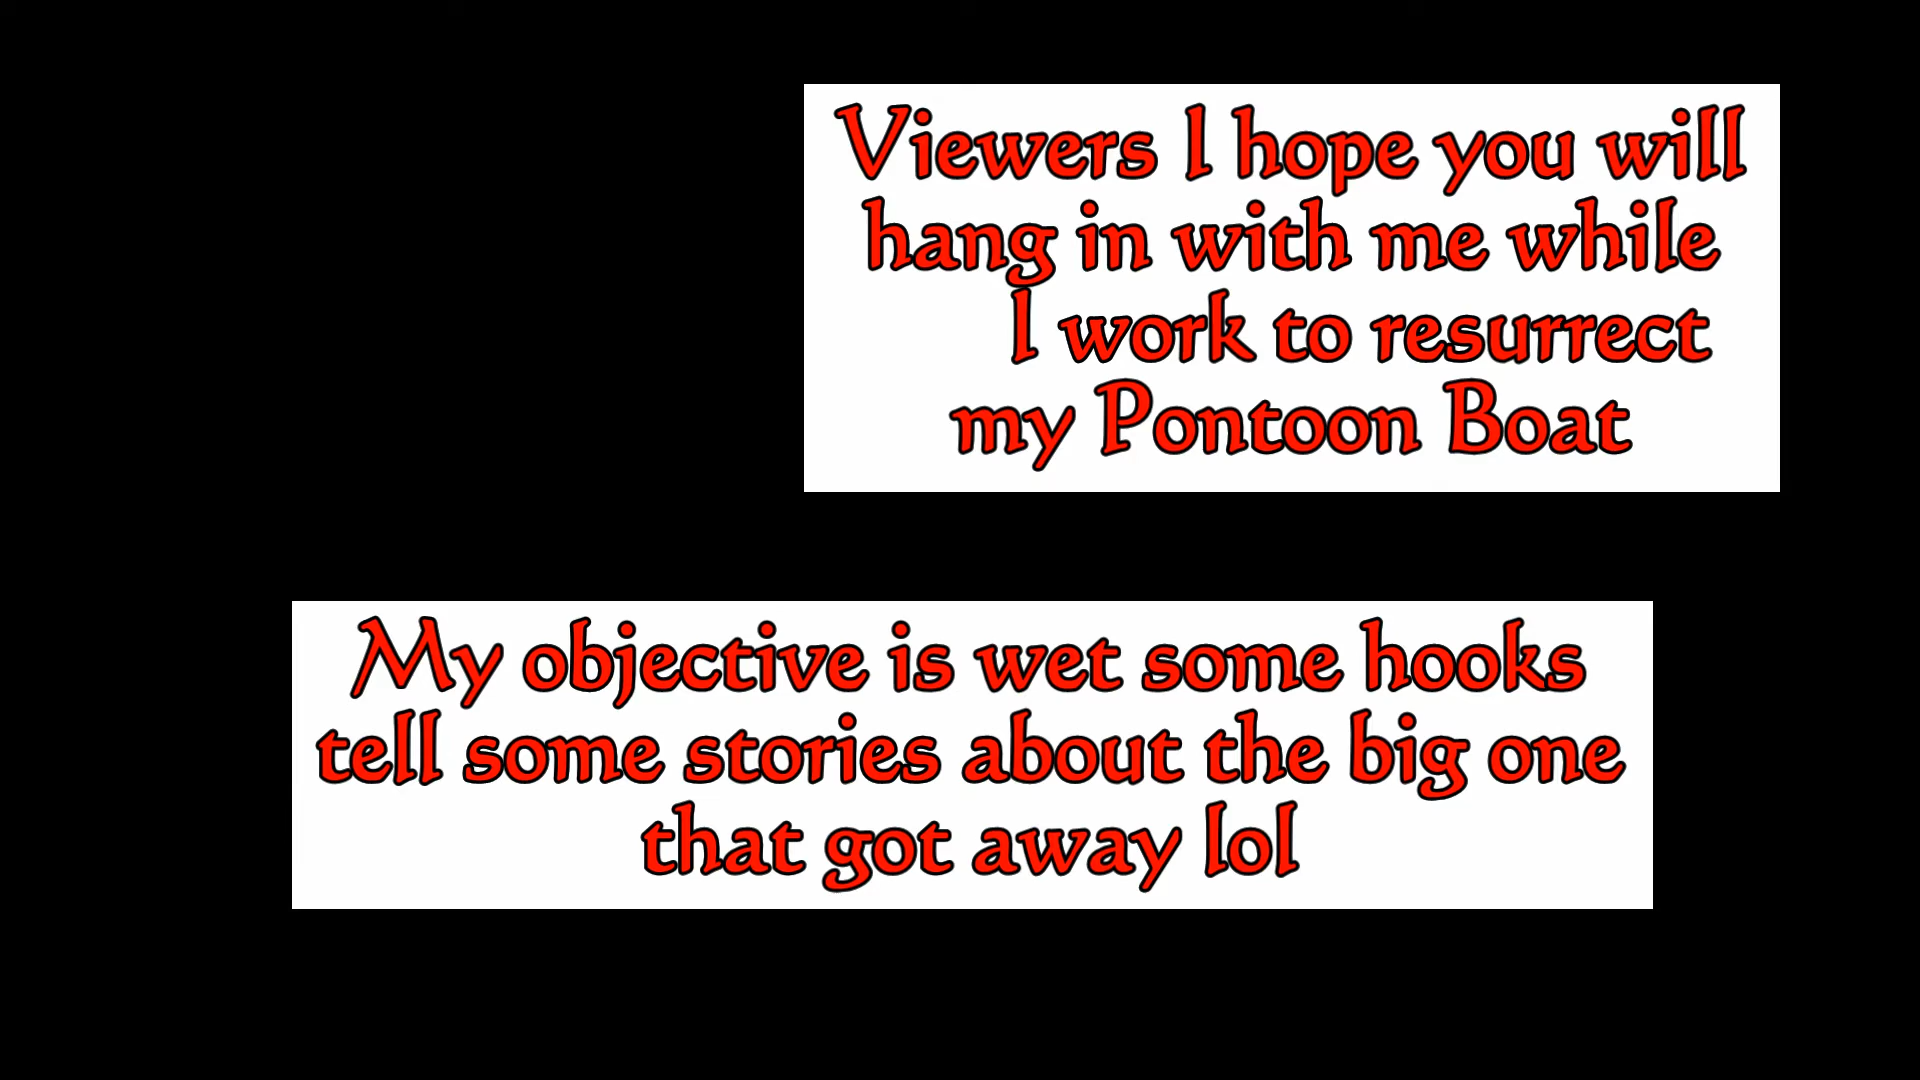 Viewers I hope you will
hang in with me while
I work to resurrect
my Pontoon Boat
My objective is wet some hooks
tell some stories about the big one
that got away lol